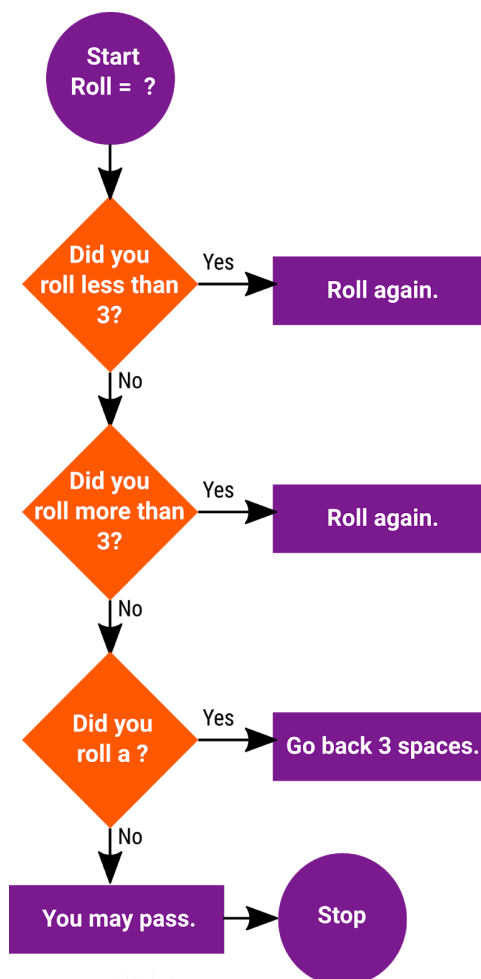 Start
Roll = ?
Did you
roll less than
3?
Yes
Roll again.
No
Did you
roll more than
3?
Yes
Roll again.
No
Did you
roll a ?
Yes
Go back 3 spaces.
No
You may pass.
Stop